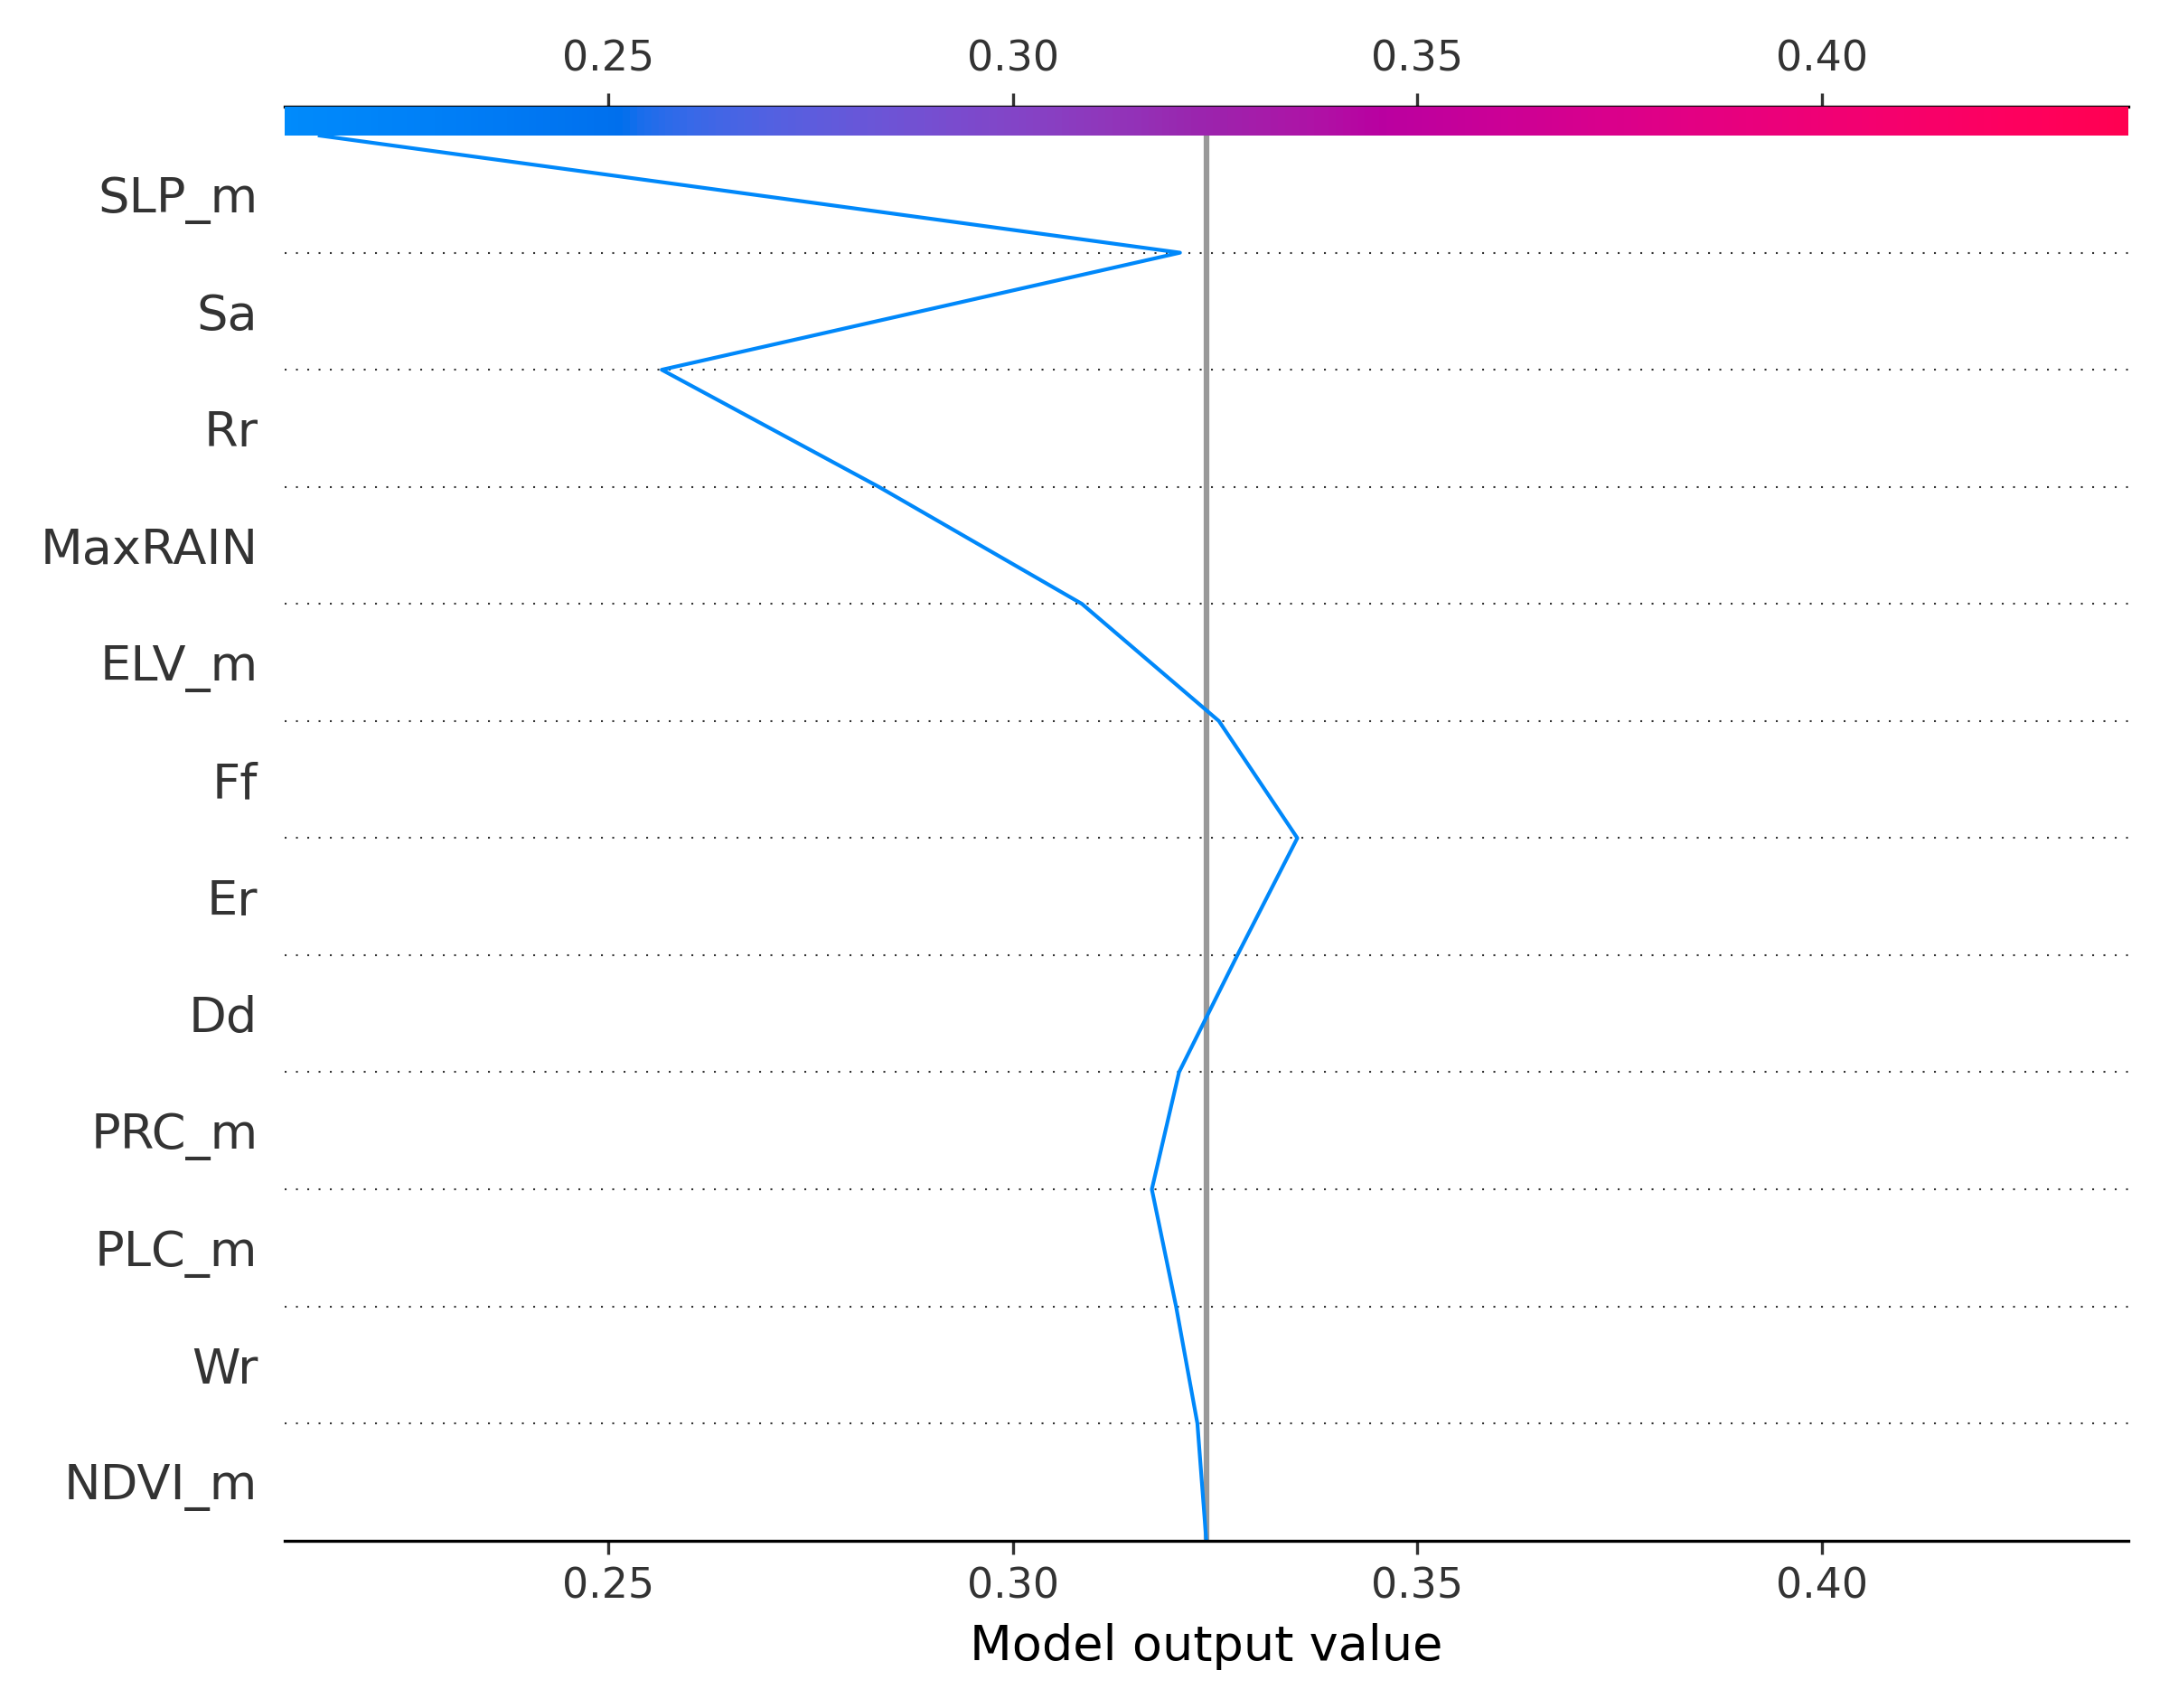 0.25 0.30 0.35 0.40
SLP_m
Sa
Rr
MaxRAIN
ELV_m
Ff
Er
Dd
PRC_m
PLC_m
Wr
NDVI_m
0.25 0.30 0.35 0.40
Model output value